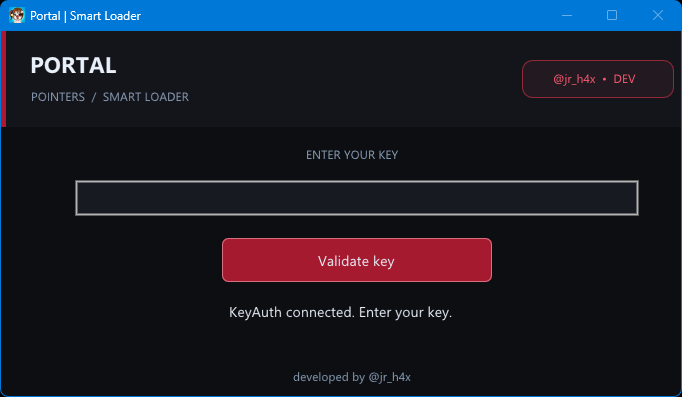 Portal | Smart Loader
PORTAL
POINTERS / SMART LOADER
@jr_h4x • DEV
ENTER YOUR KEY
Validate key
KeyAuth connected. Enter your key.
developed by @jr_h4x